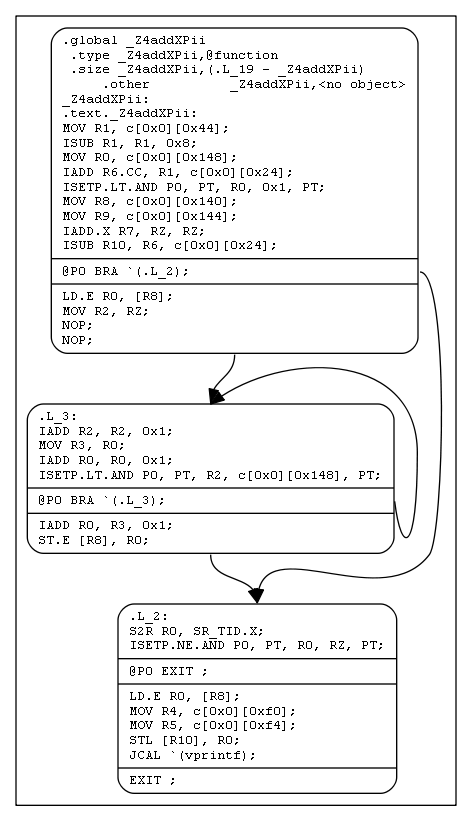 .global _Z4addXPii
.type _Z4addXPii,@function
.size _Z4addXPii,(.L_19 - _Z4addXPii)
.other _Z4addXPii,<no object>
_Z4addXPii:
.text._Z4addXPii:
MOV R1, c[0x0][0x44];
ISUB R1, R1, 0x8;
MOV R0, c[0x0][0x148];
IADD R6.CC, R1, c[0x0][0x24];
ISETP.LT.AND P0, PT, R0, 0x1, PT;
MOV R8, c[0x0][0x140];
MOV R9, c[0x0][0x144];
IADD.X R7, RZ, RZ;
ISUB R10, R6, c[0x0][0x24];
@P0 BRA `(.L_2);
LD.E R0, [R8];
MOV R2, RZ;
NOP;
NOP;
.L_3:
IADD R2, R2, 0x1;
MOV R3, R0;
IADD R0, R0, 0x1;
ISETP.LT.AND P0, PT, R2, c[0x0][0x148], PT;
@P0 BRA `(.L_3);
IADD R0, R3, 0x1;
ST.E [R8], R0;
.L_2:
S2R R0, SR_TID.X;
ISETP.NE.AND P0, PT, R0, RZ, PT;
@P0 EXIT ;
LD.E R0, [R8];
MOV R4, c[0x0][0xf0];
MOV R5, c[0x0][0xf4];
STL [R10], R0;
JCAL `(vprintf);
EXIT ;